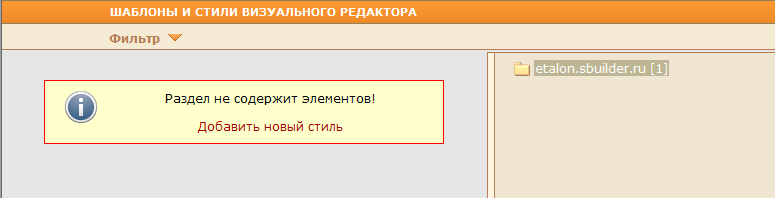 ШАБЛОНЫ И СТИЛИ ВИЗУАЛЬНОГО РЕДАКТОРА
Фильтр
Раздел не содержит элементов!
Добавить новый стиль
etalon.sbuilder.ru [1]